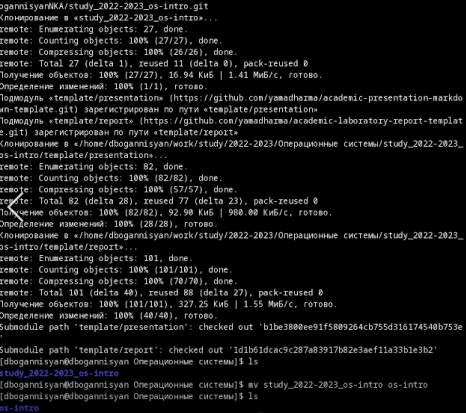 ogannisyanNKA/study_2022-2023_os-intro.git
Клонирование в «study_2022-2023_os-intro»...
remote: Enumerating objects: 27, done.
remote: Counting objects: 100% (27/27), done.
remote: Compressing objects: 100% (26/26), done.
remote: Total 27 (delta 1), reused 11 (delta 0), pack-reused 0
Получение объектов: 100% (27/27), 16.94 КиБ | 1.41 МиБ/с, готово.
Определение изменений: 100% (1/1), готово.
Подмодуль «template/presentation» (https://github.com/yamadharma/academic-presentation-markdo
wn-template.git) зарегистрирован по пути «template/presentation»
Подмодуль «template/report» (https://github.com/yamadharma/academic-laboratory-report-templat
e.git) зарегистрирован по пути «template/report»
Клонирование в «/home/dbogannisyan/work/study/2022-2023/Операционные системы/study_2022-2023_
os-intro/template/presentation»...
remote: Enumerating objects: 82, done.
remote: Counting objects: 100% (82/82), done.
remote: Compressing objects: 100% (57/57), done.
remote: Total 82 (delta 28), reused 77 (delta 23), pack-reused 0
Получение объектов: 100% (82/82), 92.90 КиБ | 980.00 КиБ/с, готово.
Определение изменений: 100% (28/28), готово.
Клонирование в «/home/dbogannisyan/work/study/2022-2023/Операционные системы/study_2022-2023_
os-intro/template/report»...
remote: Enumerating objects: 101, done.
remote: Counting objects: 100% (101/101), done.
remote: Compressing objects: 100% (70/70), done.
remote: Total 101 (delta 40), reused 88 (delta 27), pack-reused 0
Получение объектов: 100% (101/101), 327.25 КиБ | 1.55 МиБ/с, готово.
Определение изменений: 100% (40/40), готово.
Submodule path 'template/presentation': checked out 'b1be3800ee91f5809264cb755d316174540b753e
'
Submodule path 'template/report': checked out '1d1b61dcac9c287a83917b82e3aef11a33b1e3b2'
[dbogannisyan@dbogannisyan Операционные системы]$ ls
study_2022-2023_os-intro
[dbogannisyan@dbogannisyan Операционные системы]$ mv study_2022-2023_os-intro os-intro
[dbogannisyan@dbogannisyan Операционные системы]$ ls
os-intro